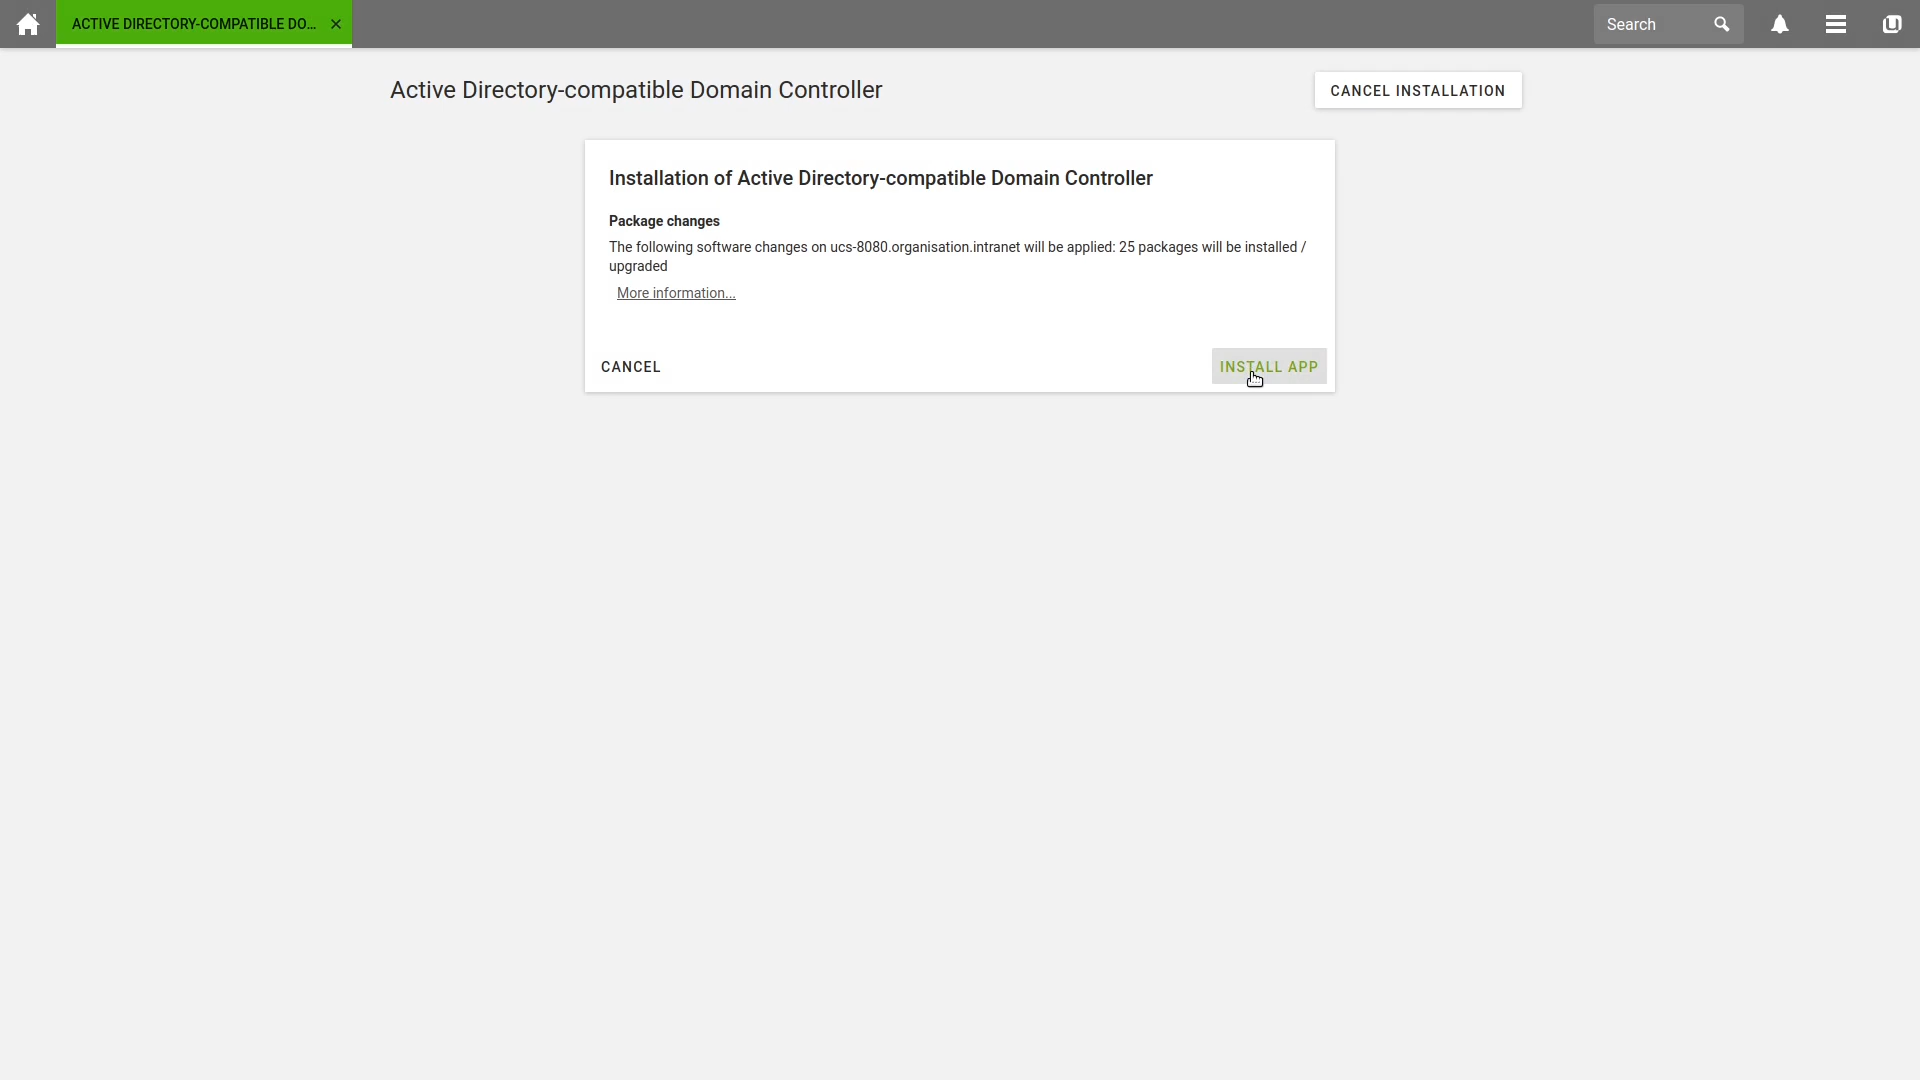 ACTIVE DIRECTORY-COMPATIBLE DO...
Search
Active Directory-compatible Domain Controller
CANCEL INSTALLATION
Installation of Active Directory-compatible Domain Controller
Package changes
The following software changes on ucs-8080.organisation.intranet will be applied: 25 packages will be installed /
upgraded
More information...
CANCEL
INSTALL APP